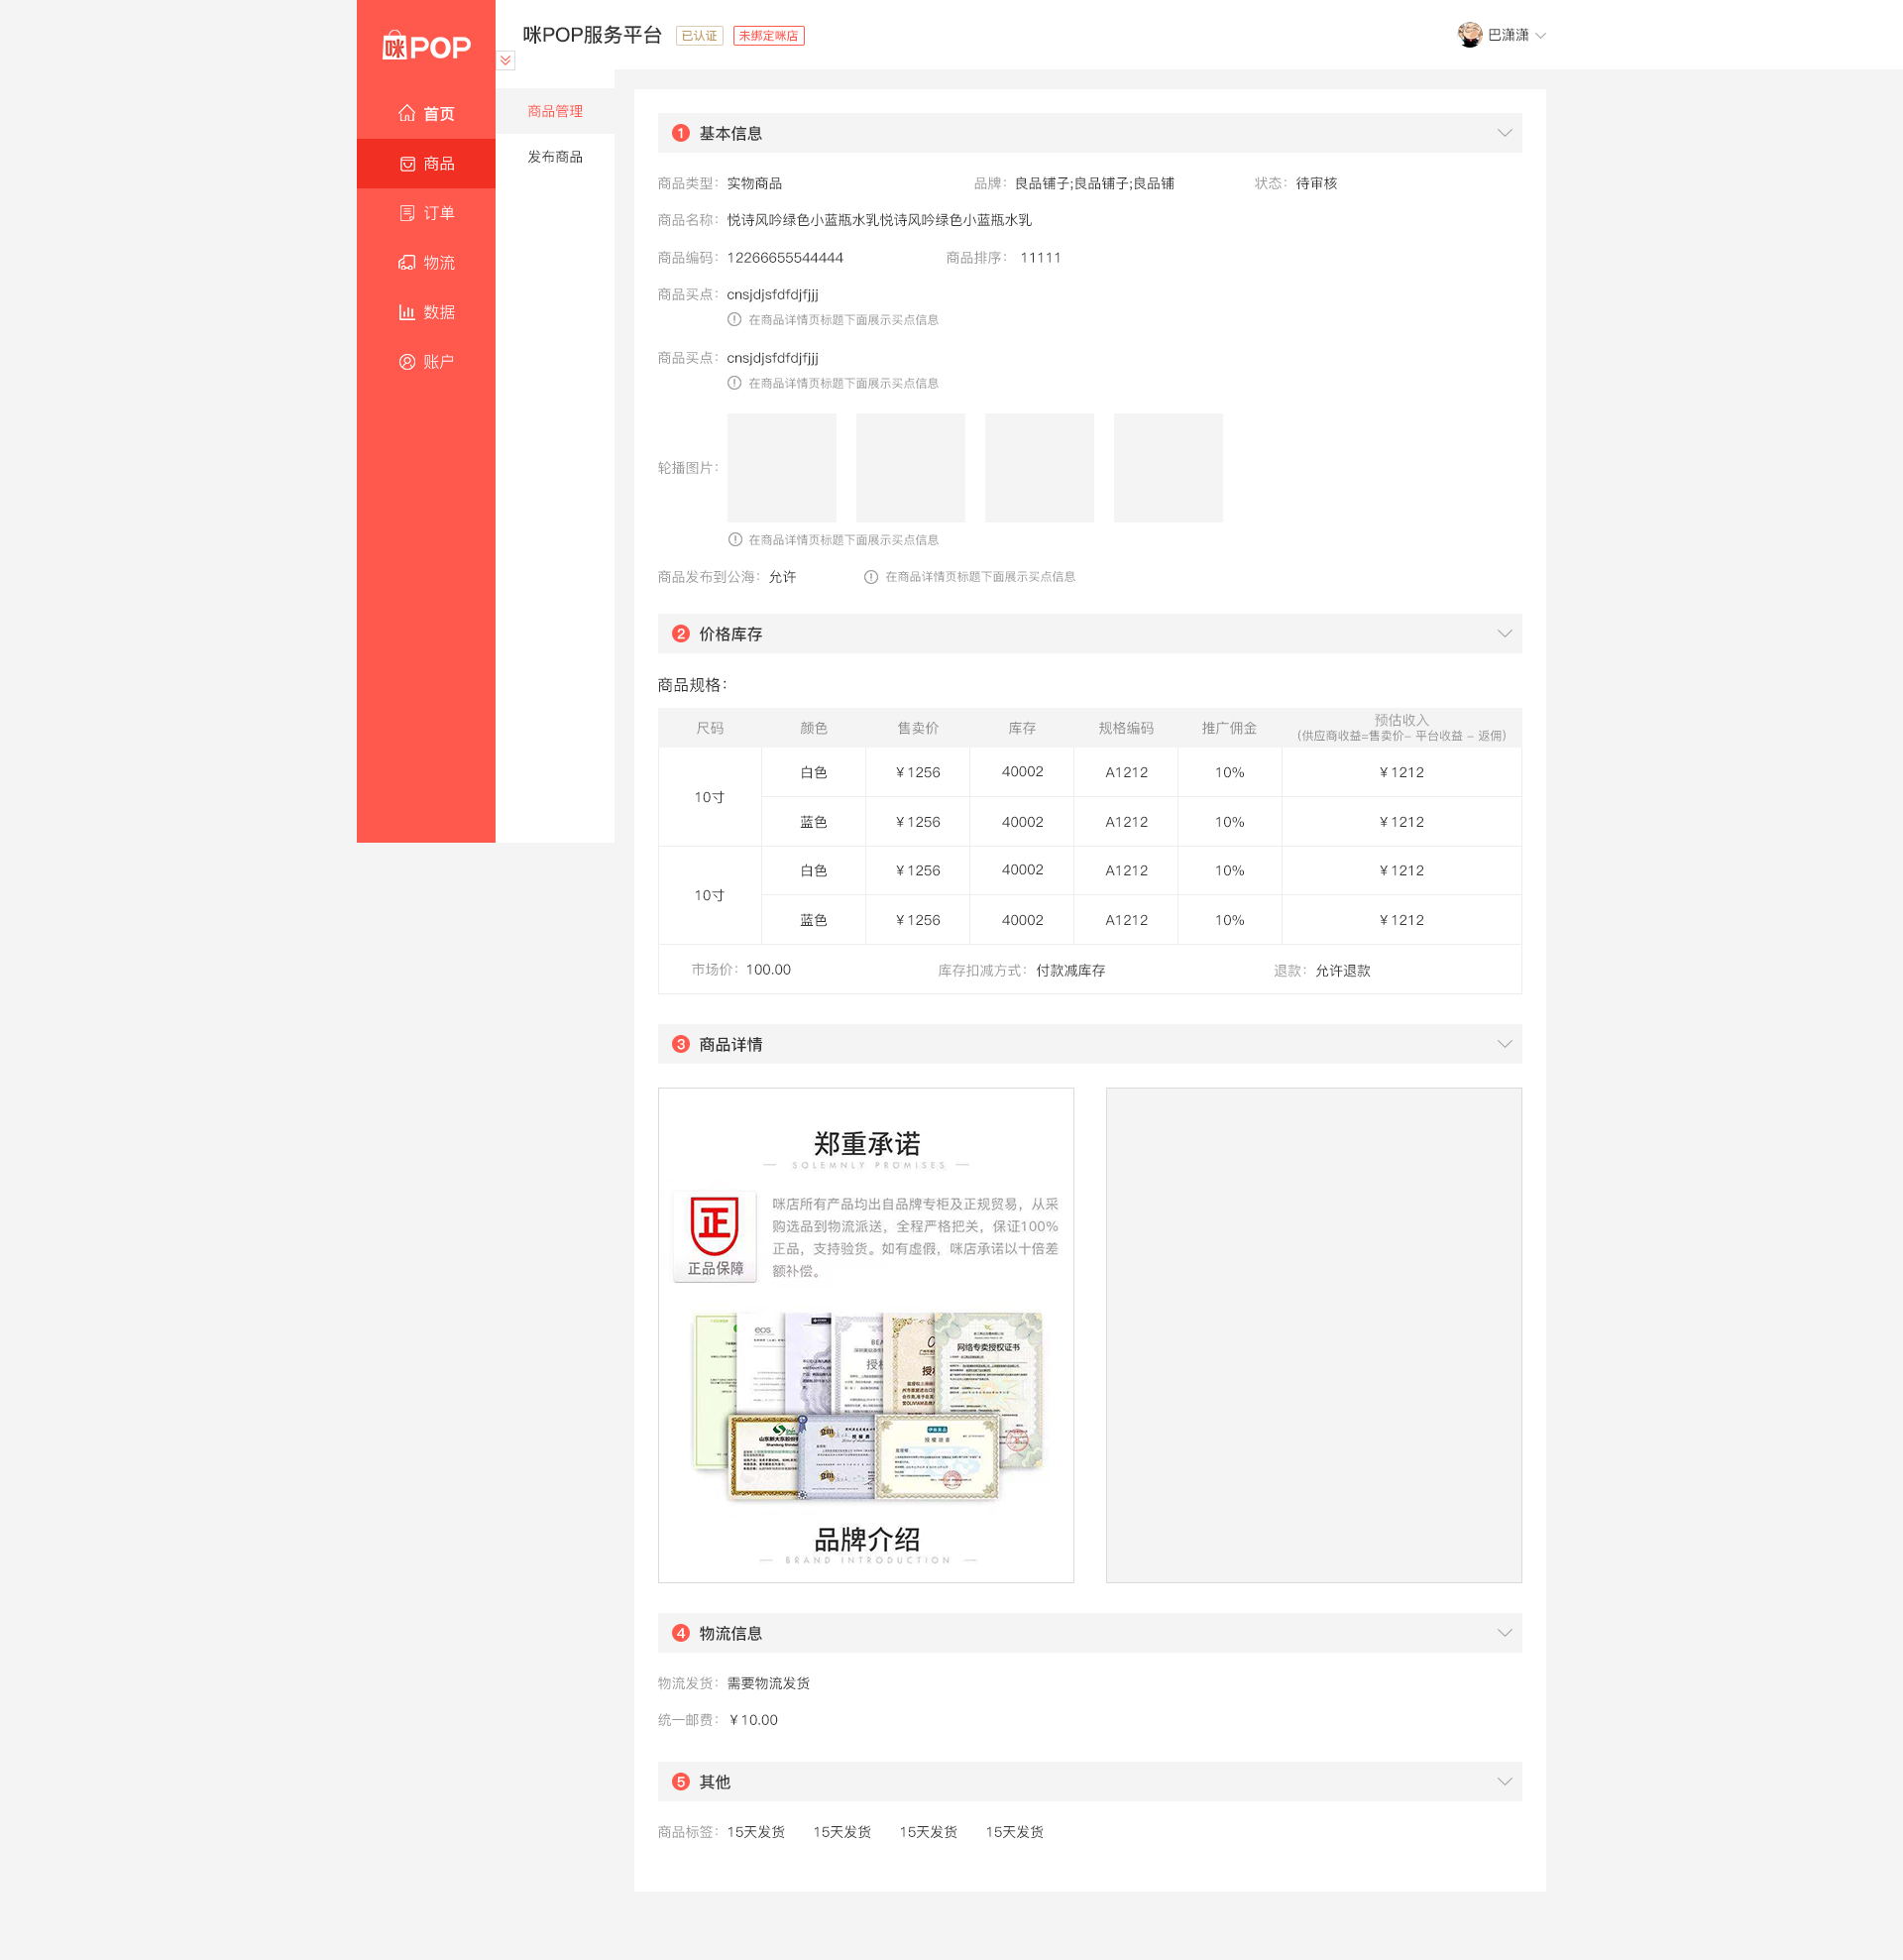 咪POP
咪POP服务平台 已认证 未绑定咪店
巴潇潇
首页
商品
订单
物流
数据
账户
商品管理
发布商品
1 基本信息
商品类型：实物商品 品牌：良品铺子;良品铺子;良品铺 状态：待审核
商品名称：悦诗风吟绿色小蓝瓶水乳悦诗风吟绿色小蓝瓶水乳
商品编码：12266655544444 商品排序： 11111
商品买点：cnsjdjsfdfdjfjjj
在商品详情页标题下面展示买点信息
商品买点：cnsjdjsfdfdjfjjj
在商品详情页标题下面展示买点信息
轮播图片：
在商品详情页标题下面展示买点信息
商品发布到公海：允许 在商品详情页标题下面展示买点信息
2 价格库存
商品规格：
尺码 颜色 售卖价 库存 规格编码 推广佣金 预估收入
（供应商收益=售卖价- 平台收益 - 返佣）
10寸 白色 ￥1256 40002 A1212 10% ￥1212
蓝色 ￥1256 40002 A1212 10% ￥1212
10寸 白色 ￥1256 40002 A1212 10% ￥1212
蓝色 ￥1256 40002 A1212 10% ￥1212
市场价：100.00 库存扣减方式：付款减库存 退款：允许退款
3 商品详情
郑重承诺
SOLEMNLY PROMISES
正
正品保障
咪店所有产品均出自品牌专柜及正规贸易，从采
购选品到物流派送，全程严格把关，保证100%
正品，支持验货。如有虚假，咪店承诺以十倍差
额补偿。
eos
网络专卖授权证书
品牌介绍
BRAND INTRODUCTION
4 物流信息
物流发货：需要物流发货
统一邮费：￥10.00
5 其他
商品标签：15天发货 15天发货 15天发货 15天发货